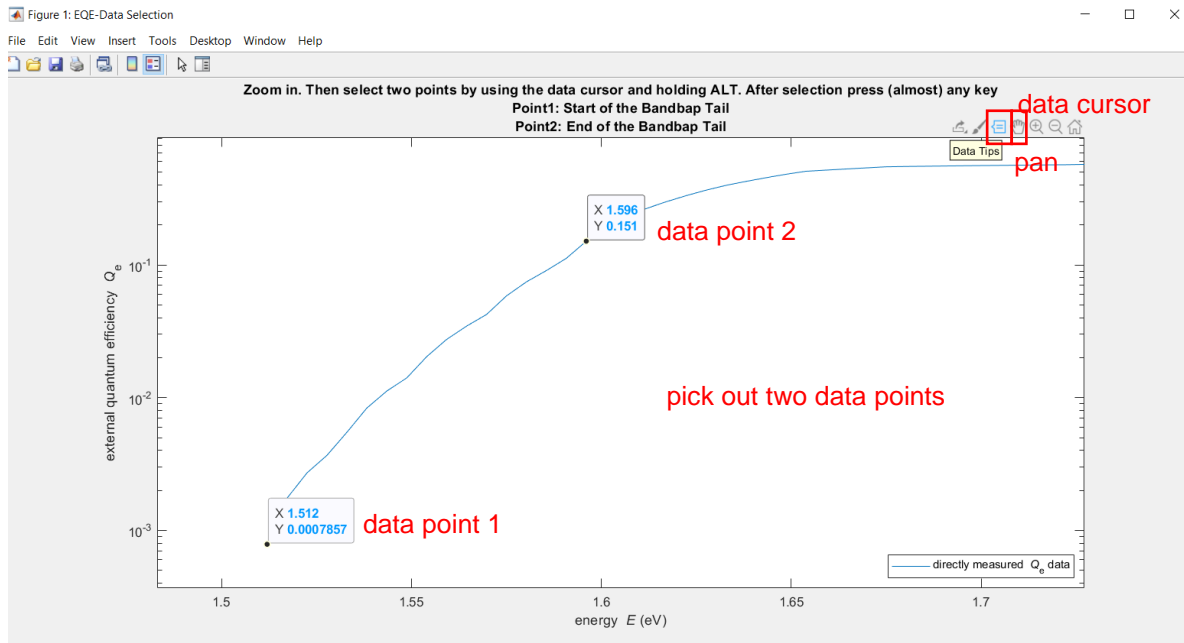 Figure 1: EQE-Data Selection
File Edit View Insert Tools Desktop Window Help
Zoom in. Then select two points by using the data cursor and holding ALT. After selection press (almost) any key
Point1: Start of the Bandbap Tail
Point2: End of the Bandbap Tail
data cursor
Data Tips
pan
X 1.596
Y 0.151
data point 2
external quantum efficiency Qe
10-1
10-2
10-3
pick out two data points
X 1.512
Y 0.0007857
data point 1
directly measured Qe data
1.5 1.55 1.6 1.65 1.7
energy E (eV)